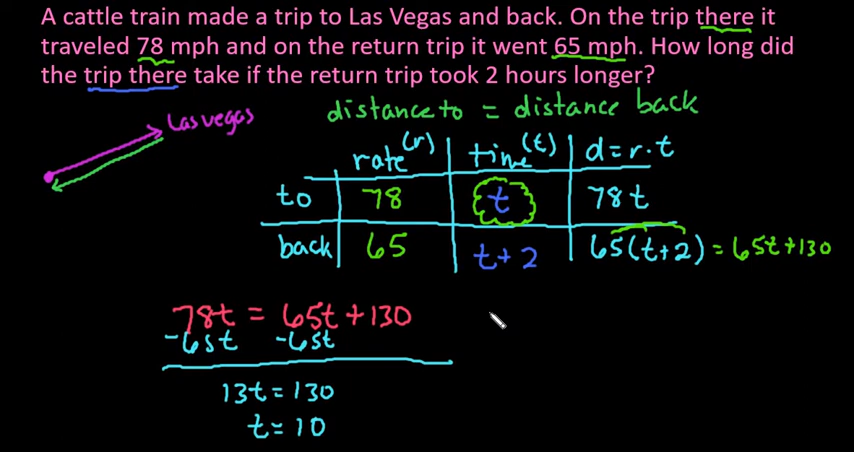 A cattle train made a trip to Las Vegas and back. On the trip there it
traveled 78 mph and on the return trip it went 65 mph. How long did
the trip there take if the return trip took 2 hours longer?
distance to = distance back
Las vegas
rate (r) time (t) d = r · t
to 78 t 78t
back 65 t + 2 65(t+2) = 65t + 130
78t = 65t + 130
-65t -65t
13t = 130
t = 10